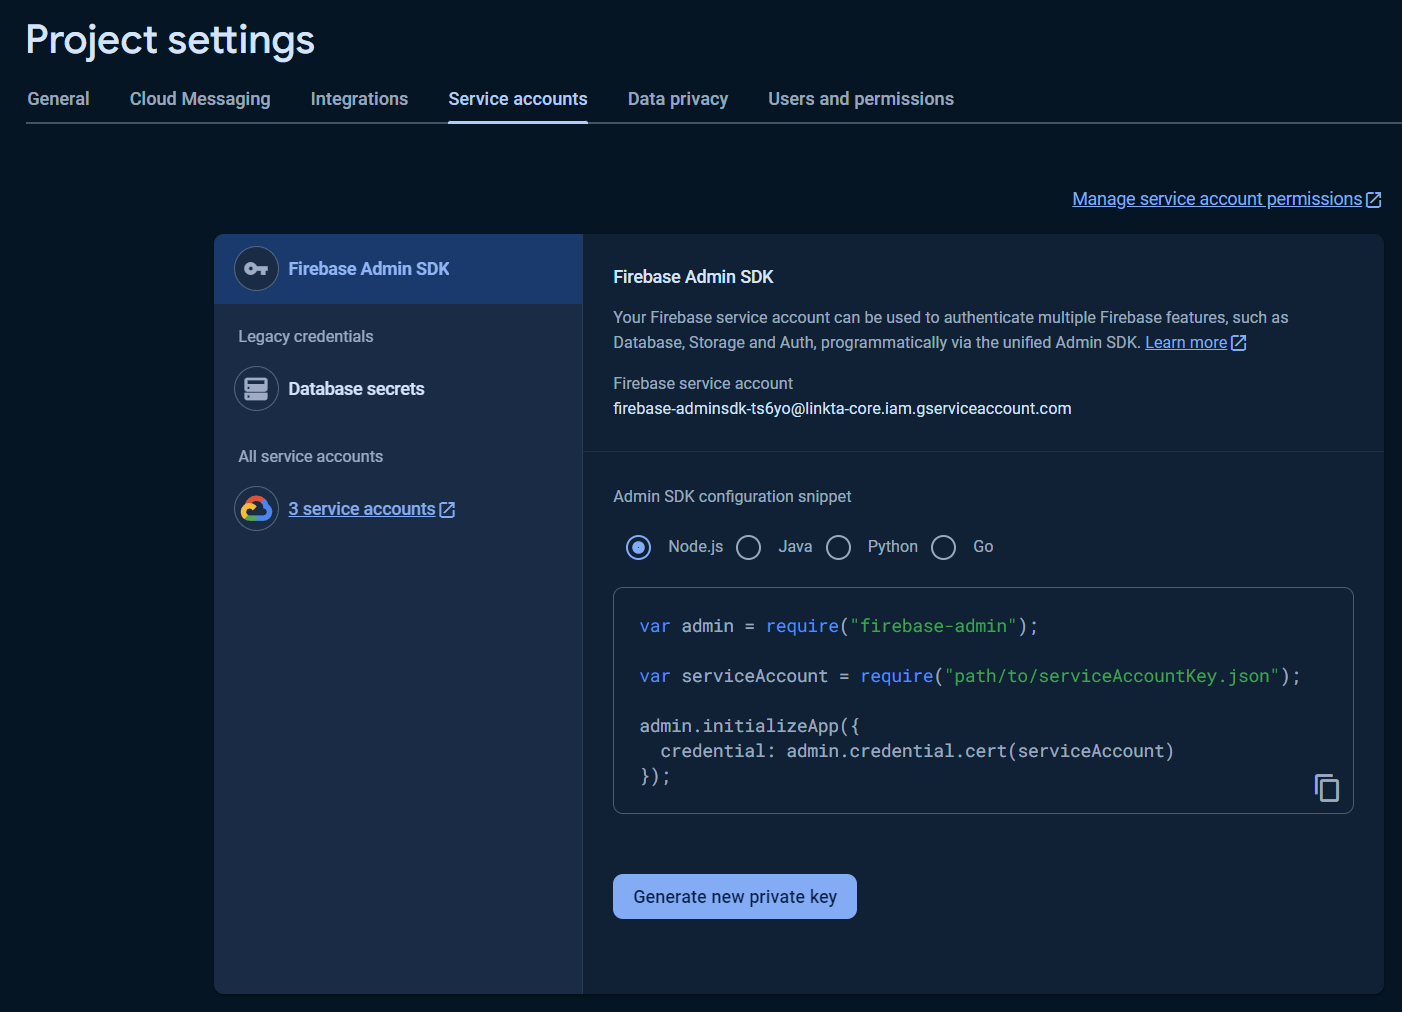 Project settings
General Cloud Messaging Integrations Service accounts Data privacy Users and permissions
Manage service account permissions
Firebase Admin SDK
Legacy credentials
Database secrets
All service accounts
3 service accounts
Firebase Admin SDK
Your Firebase service account can be used to authenticate multiple Firebase features, such as
Database, Storage and Auth, programmatically via the unified Admin SDK. Learn more
Firebase service account
firebase-adminsdk-ts6yo@linkta-core.iam.gserviceaccount.com
Admin SDK configuration snippet
Node.js Java Python Go
var admin = require("firebase-admin");
var serviceAccount = require("path/to/serviceAccountKey.json");
admin.initializeApp({
  credential: admin.credential.cert(serviceAccount)
});
Generate new private key